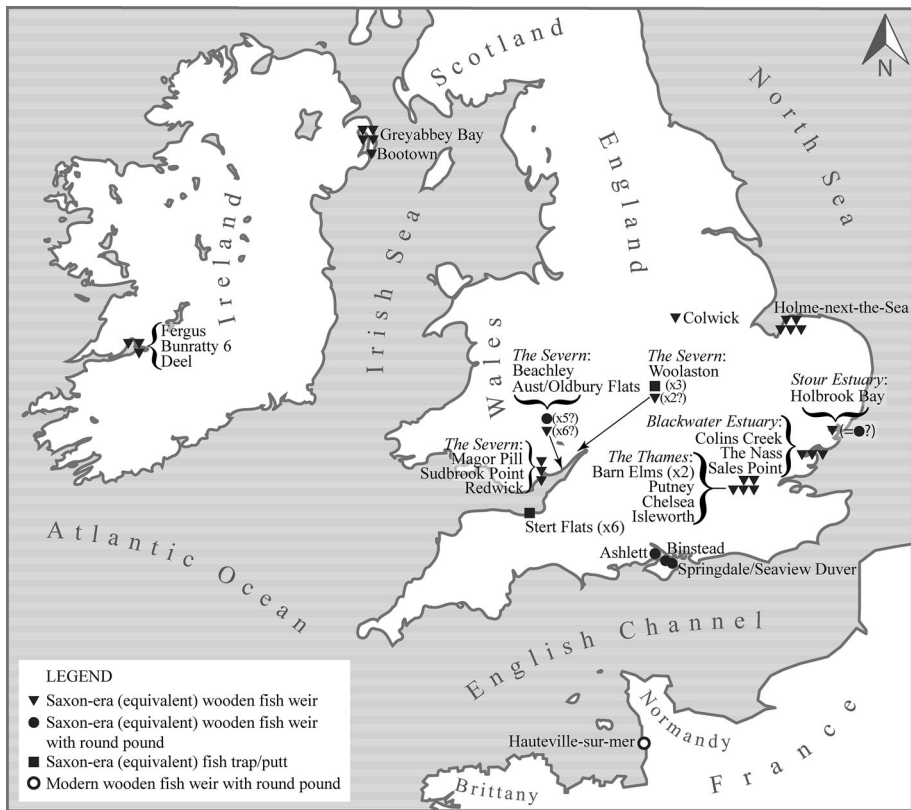 Scotland
North Sea
N
Greyabbey Bay
Bootown
England
Irish Sea
Ireland
Holme-next-the-Sea
Colwick
Fergus
Bunratty 6
Deel
Wales
The Severn:
Beachley
Aust/Oldbury Flats
(x5?)
(x6?)
The Severn:
Woolaston
(x3)
(x2?)
Stour Estuary:
Holbrook Bay
(=●?)
Blackwater Estuary:
Colins Creek
The Nass
Sales Point
The Severn:
Magor Pill
Sudbrook Point
Redwick
The Thames:
Barn Elms (x2)
Putney
Chelsea
Isleworth
Stert Flats (x6)
Ashlett
Binstead
Springdale/Seaview Duver
Atlantic Ocean
English Channel
LEGEND
Saxon-era (equivalent) wooden fish weir
Saxon-era (equivalent) wooden fish weir
with round pound
Saxon-era (equivalent) fish trap/putt
Modern wooden fish weir with round pound
Hauteville-sur-mer
Normandy
France
Brittany